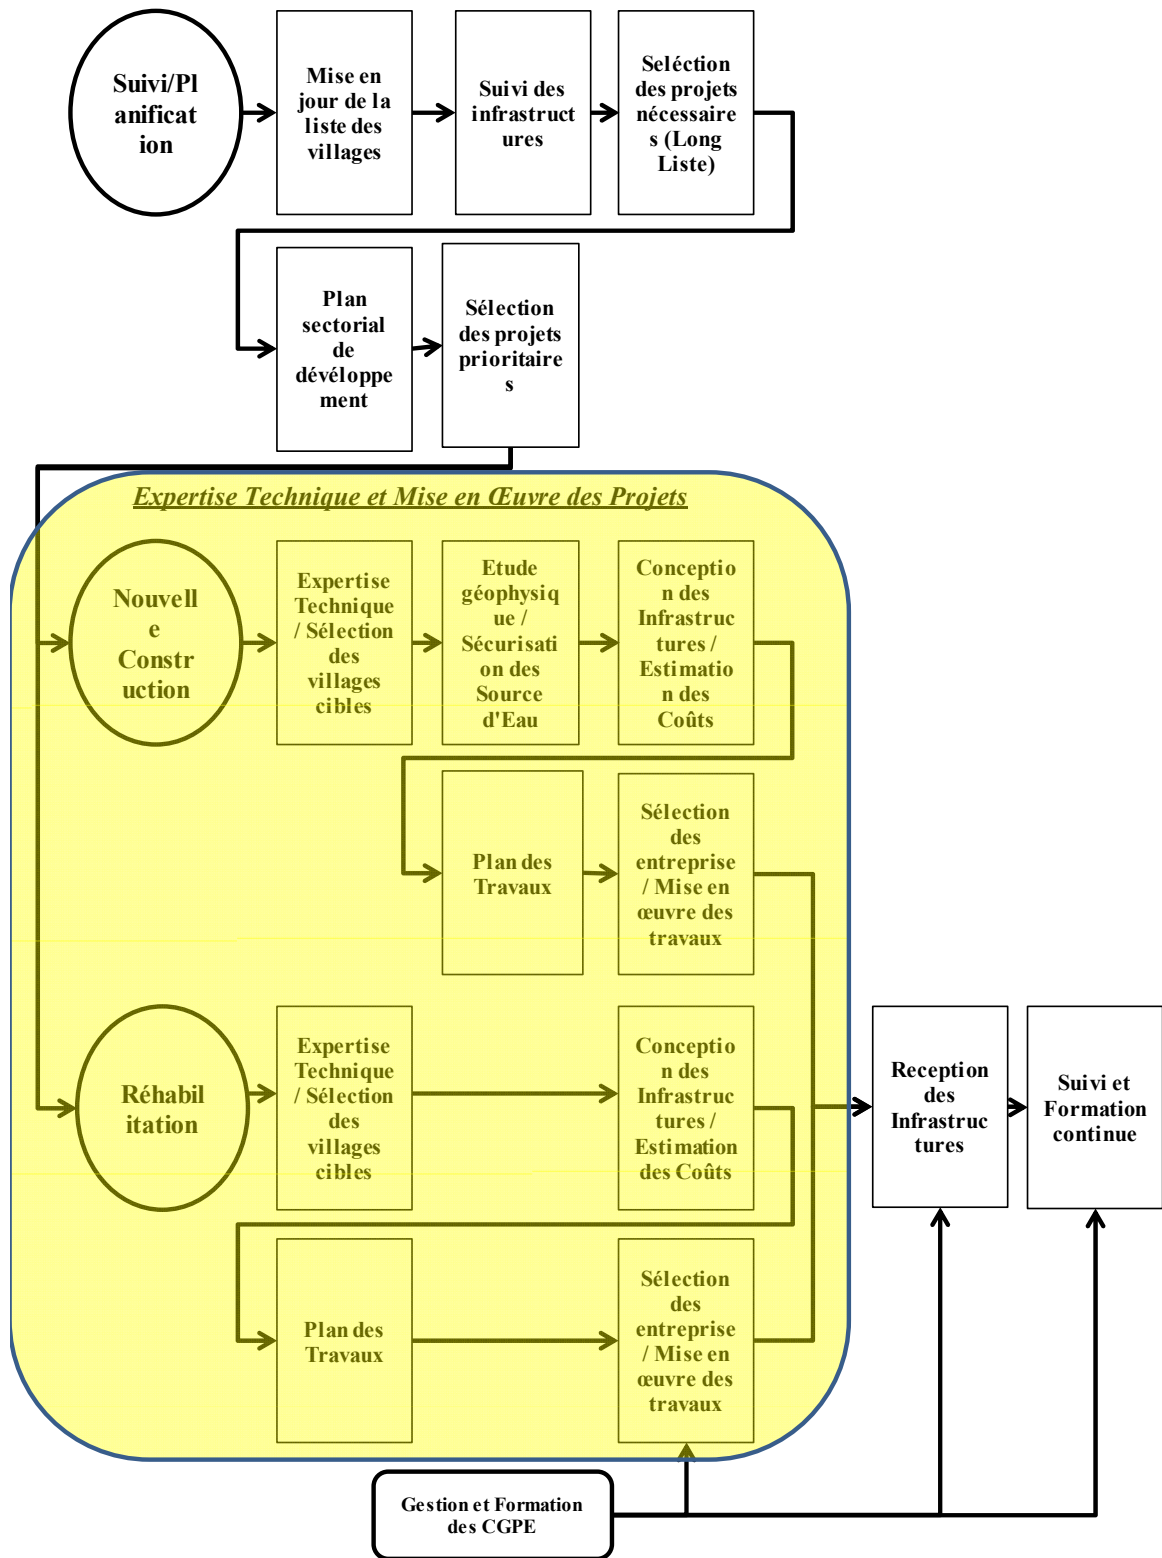 Suivi/Pl
anificat
ion
Mise en
jour de la
liste des
villages
Suivi des
infrastruct
ures
Seléction
des projets
nécessaire
s (Long
Liste)
Plan
sectorial
de
dévéloppe
ment
Sélection
des projets
prioritaire
s
Expertise Technique et Mise en Œuvre des Projets
Nouvell
e
Constr
uction
Expertise
Technique
/ Sélection
des
villages
cibles
Etude
géophysiq
ue /
Sécurisati
on des
Source
d'Eau
Conceptio
n des
Infrastruc
tures /
Estimatio
n des
Coûts
Plan des
Travaux
Sélection
des
entreprise
/ Mise en
œuvre des
travaux
Réhabil
itation
Expertise
Technique
/ Sélection
des
villages
cibles
Conceptio
n des
Infrastruc
tures /
Estimation
des Coûts
Reception
des
Infrastruc
tures
Suivi et
Formation
continue
Plan des
Travaux
Sélection
des
entreprise
/ Mise en
œuvre des
travaux
Gestion et Formation
des CGPE